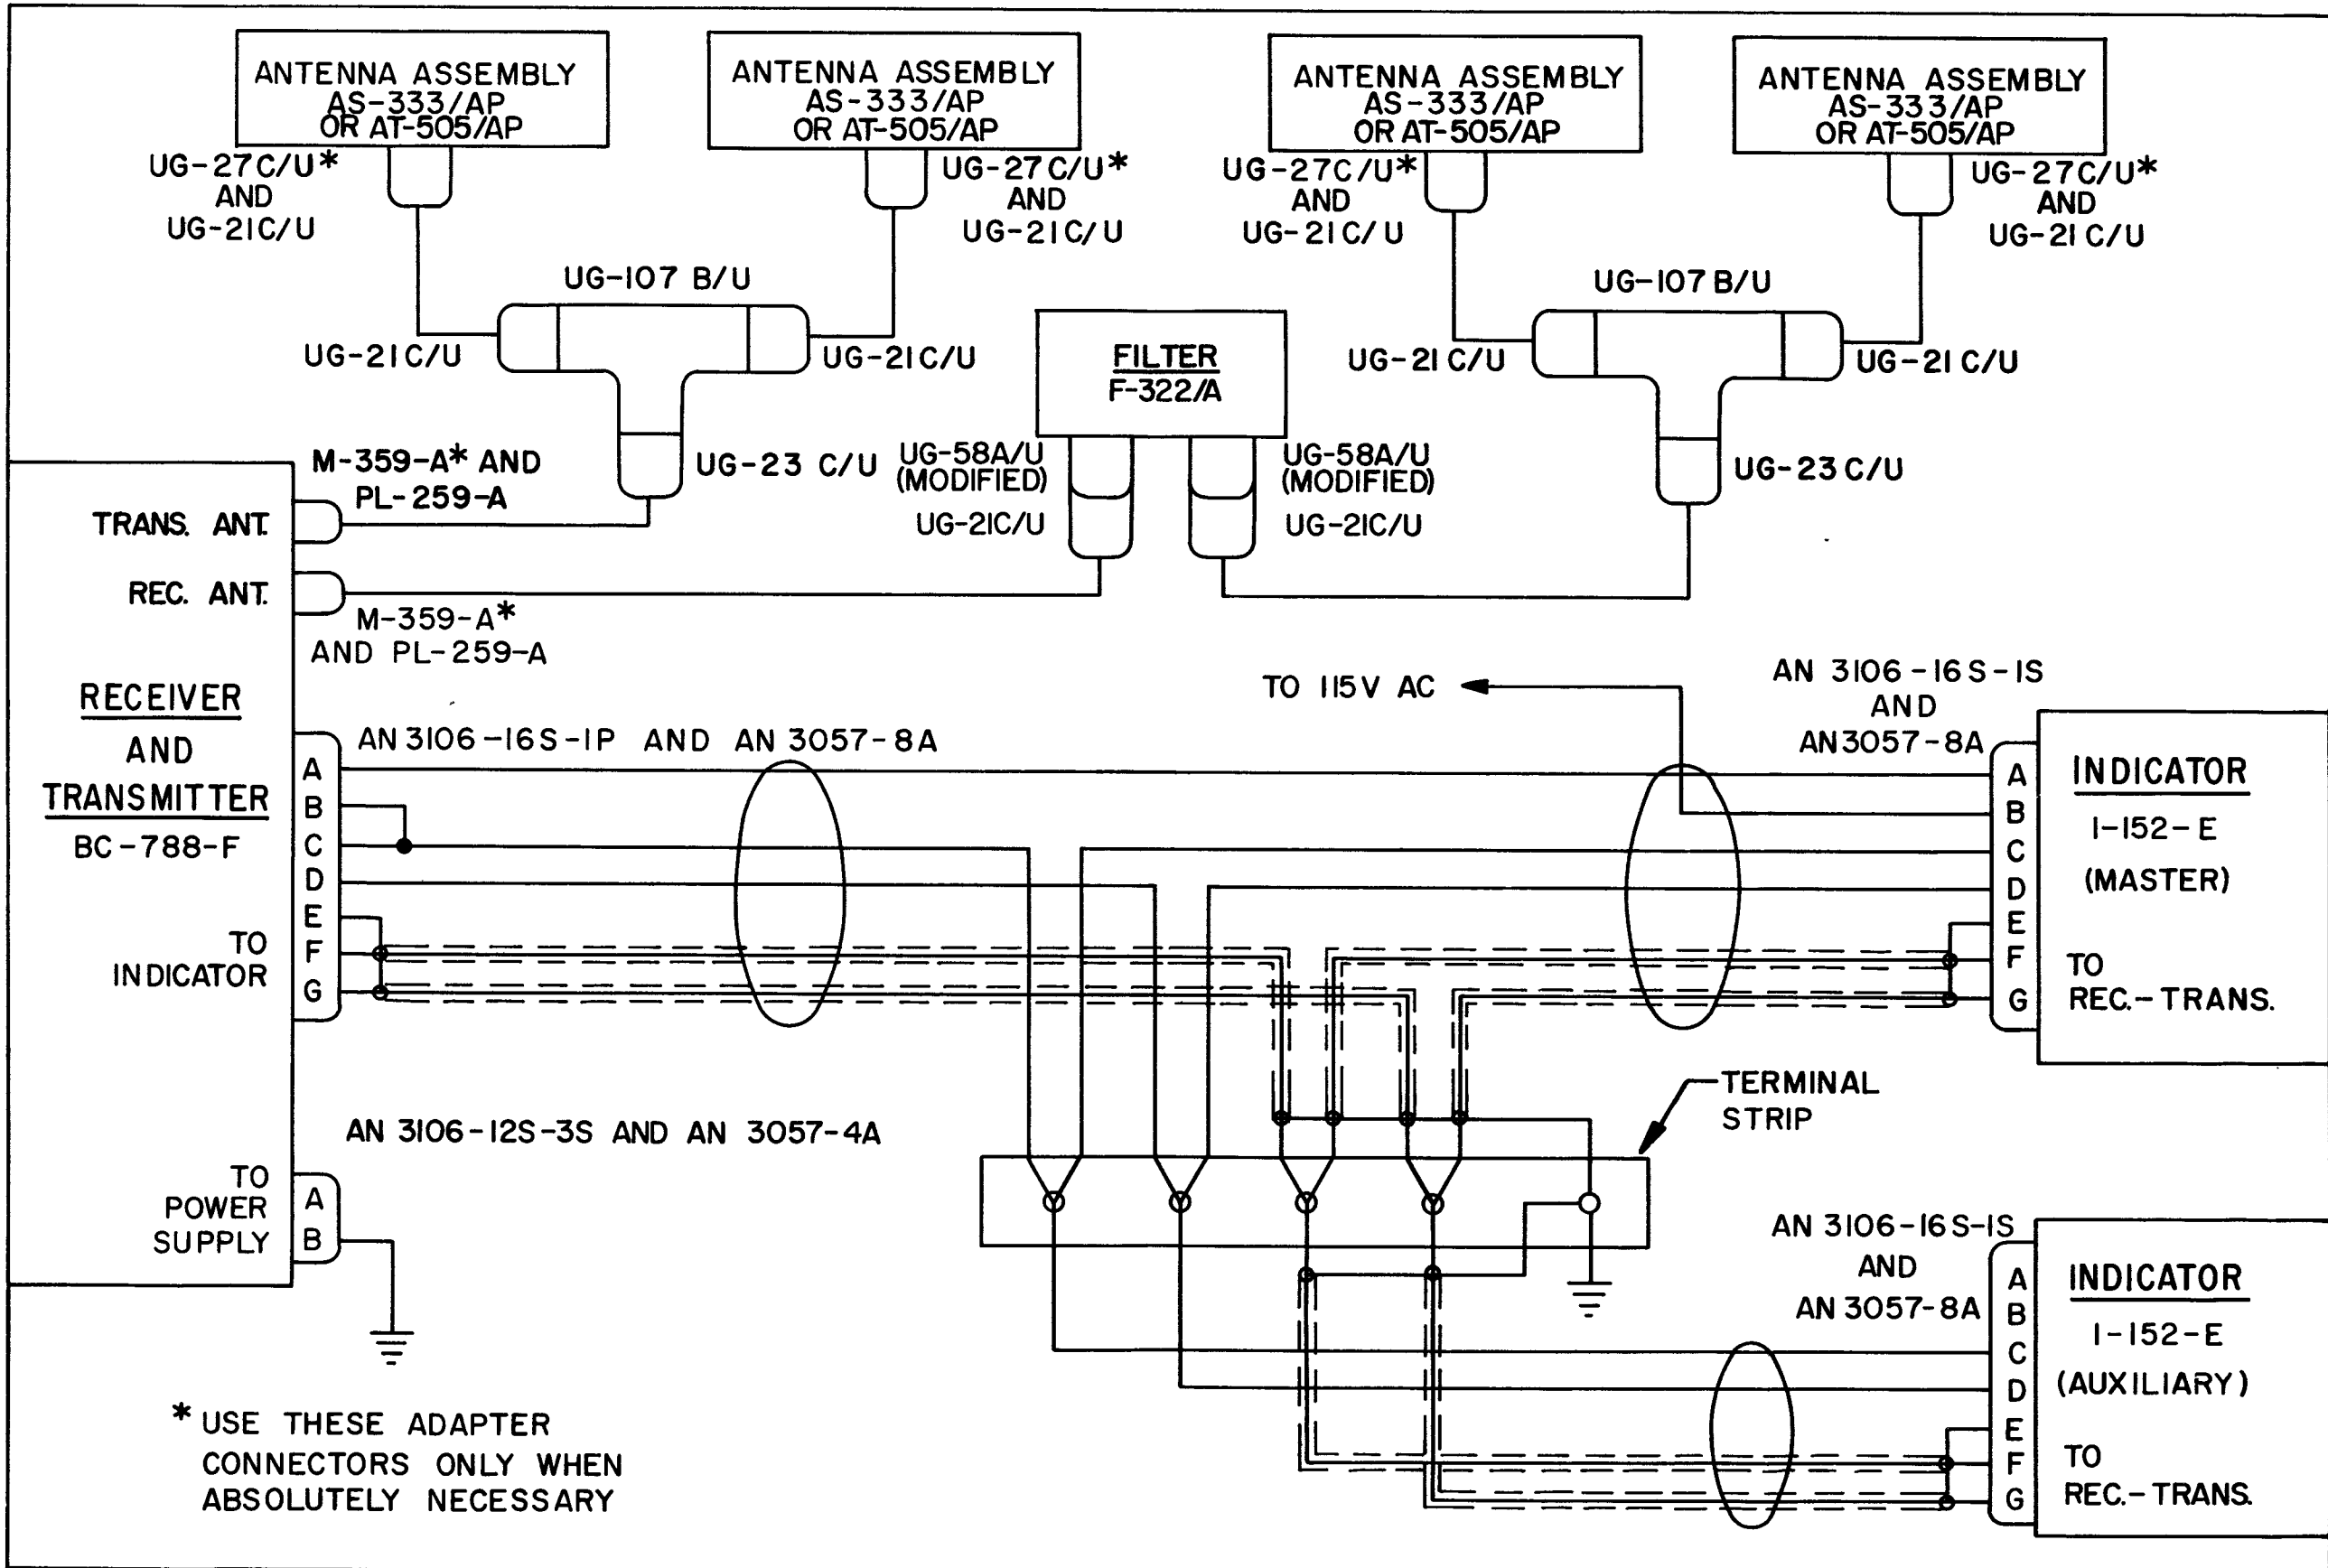 ANTENNA ASSEMBLY
AS-333/AP
OR AT-505/AP
ANTENNA ASSEMBLY
AS-333/AP
OR AT-505/AP
ANTENNA ASSEMBLY
AS-333/AP
OR AT-505/AP
ANTENNA ASSEMBLY
AS-333/AP
OR AT-505/AP
UG-27C/U*
AND
UG-21C/U
UG-27C/U*
AND
UG-21C/U
UG-27C/U*
AND
UG-21C/U
UG-27C/U*
AND
UG-21C/U
UG-107 B/U
UG-21C/U
UG-21C/U
UG-23 C/U
FILTER
F-322/A
UG-58A/U
(MODIFIED)
UG-21C/U
UG-58A/U
(MODIFIED)
UG-21C/U
UG-107 B/U
UG-21 C/U
UG-21 C/U
UG-23 C/U
M-359-A* AND
PL-259-A
TRANS. ANT.
REC. ANT.
M-359-A*
AND PL-259-A
RECEIVER
AND
TRANSMITTER
BC-788-F
TO
INDICATOR
AN 3106-16S-1P AND AN 3057-8A
A
B
C
D
E
F
G
TO 115V AC
AN 3106-16S-1S
AND
AN3057-8A
A
B
C
D
E
F
G
INDICATOR
I-152-E
(MASTER)
TO
REC.-TRANS.
TERMINAL
STRIP
AN 3106-12S-3S AND AN 3057-4A
TO
POWER
SUPPLY
A
B
AN 3106-16S-1S
AND
AN 3057-8A
A
B
C
D
E
F
G
INDICATOR
I-152-E
(AUXILIARY)
TO
REC.-TRANS.
* USE THESE ADAPTER
CONNECTORS ONLY WHEN
ABSOLUTELY NECESSARY